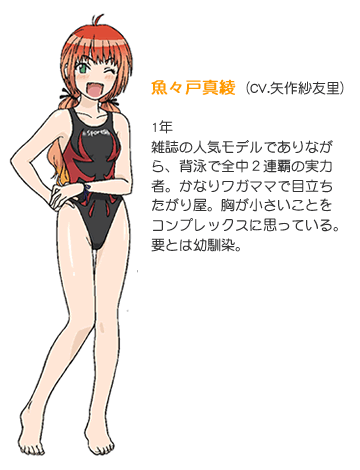 魚々戸真綾（CV.矢作紗友里）
1年
雑誌の人気モデルでありなが
ら、背泳で全中２連覇の実力
者。かなりワガママで目立ち
たがり屋。胸が小さいことを
コンプレックスに思っている。
要とは幼馴染。